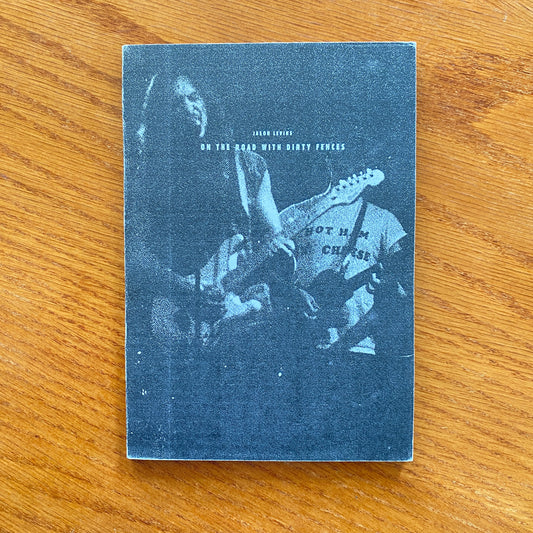 JASON LEVINS
ON THE ROAD WITH DIRTY FENCES
HOT HAM
CHEESE